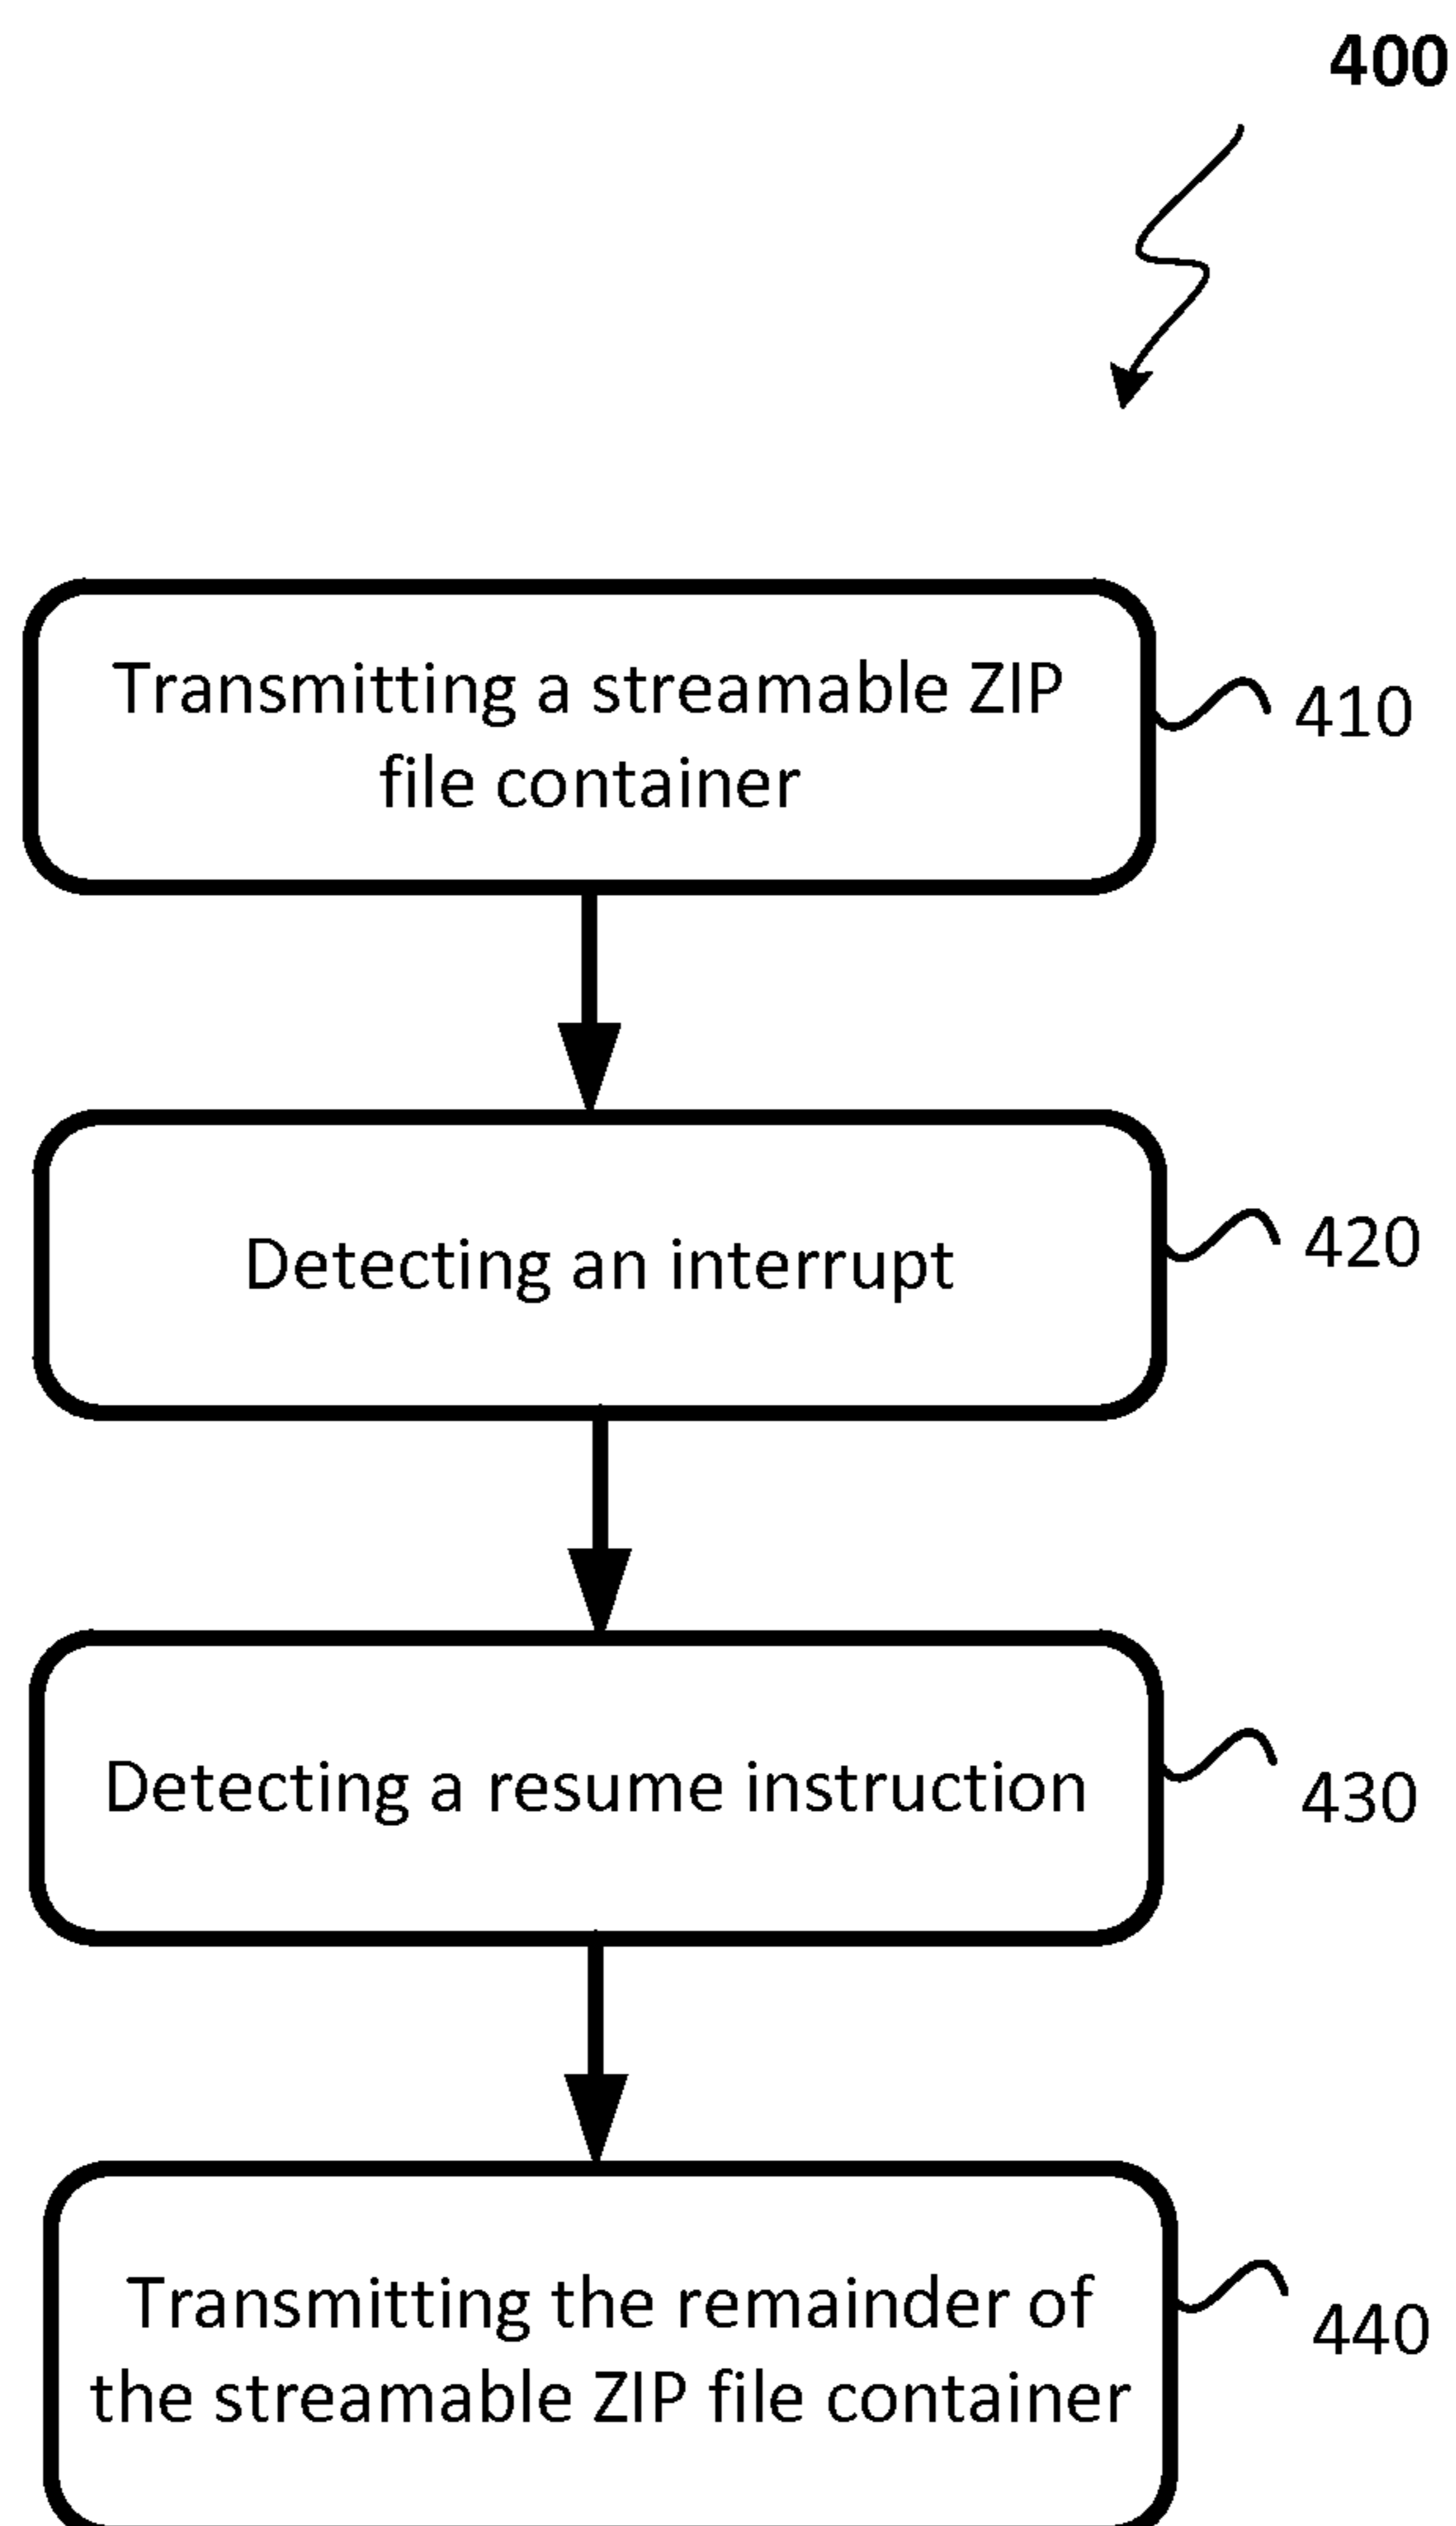 400
Transmitting a streamable ZIP
file container
410
Detecting an interrupt
420
Detecting a resume instruction
430
Transmitting the remainder of
the streamable ZIP file container
440